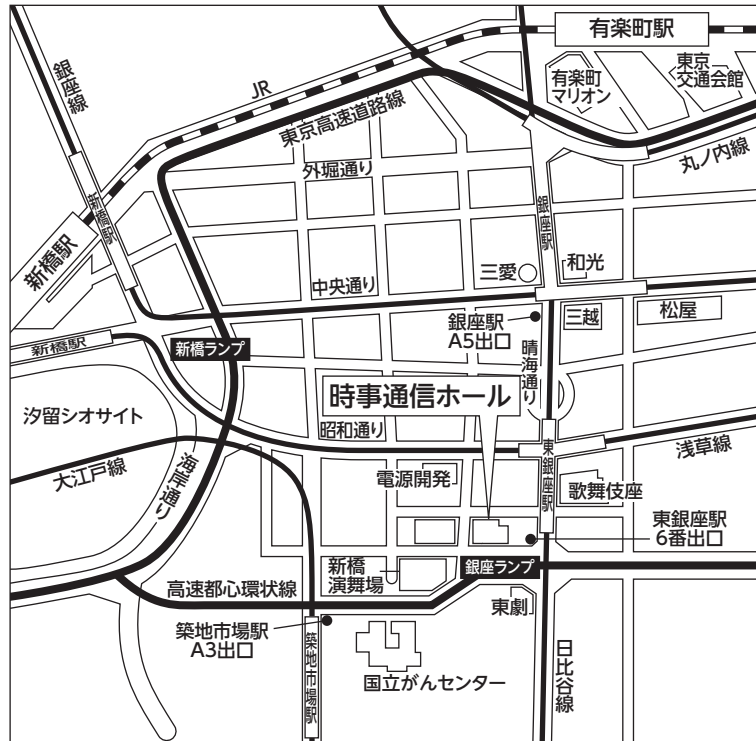 有楽町駅
銀座線
JR
有楽町
マリオン
東京
交通会館
東京高速道路線
丸ノ内線
外堀通り
新橋駅
新橋駅
銀座駅
三愛
和光
中央通り
銀座駅
A5出口
三越
松屋
新橋駅
新橋ランプ
晴海通り
時事通信ホール
汐留シオサイト
昭和通り
浅草線
大江戸線
海岸通り
電源開発
東銀座駅
歌舞伎座
東銀座駅
6番出口
新橋
演舞場
銀座ランプ
高速都心環状線
東劇
築地市場駅
A3出口
築地市場駅
国立がんセンター
日比谷線